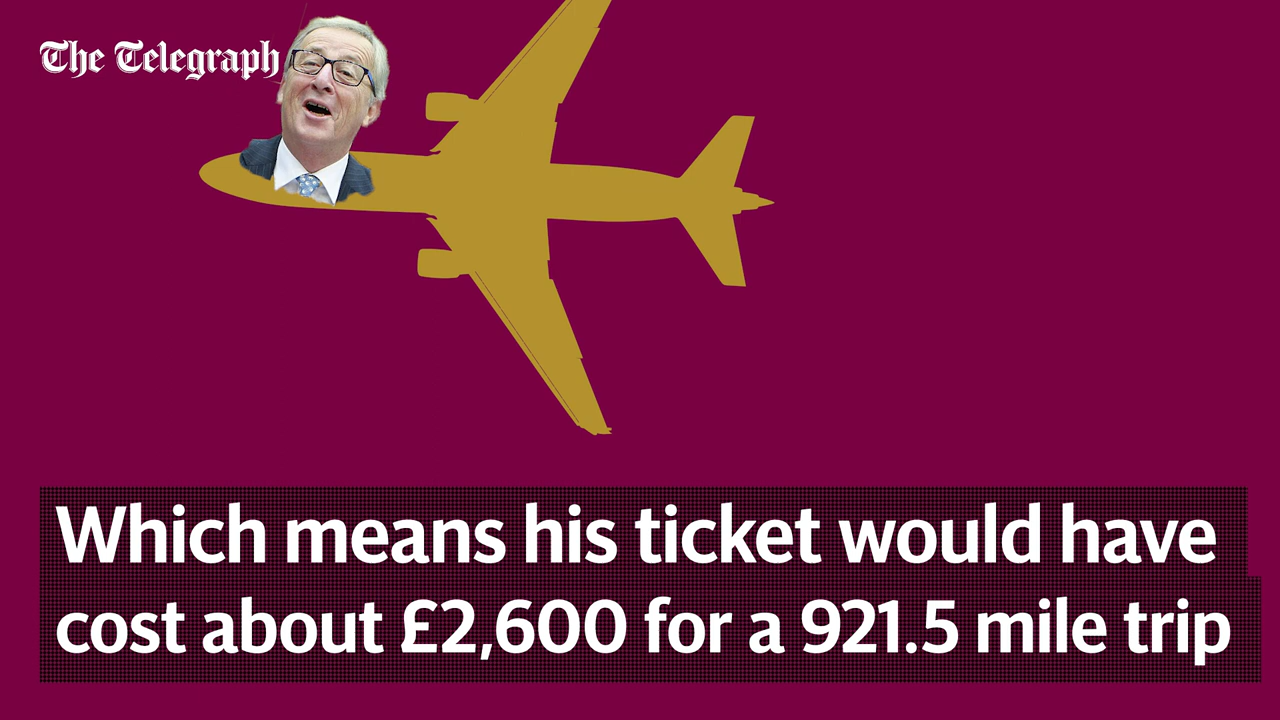 The Telegraph
Which means his ticket would have
cost about £2,600 for a 921.5 mile trip